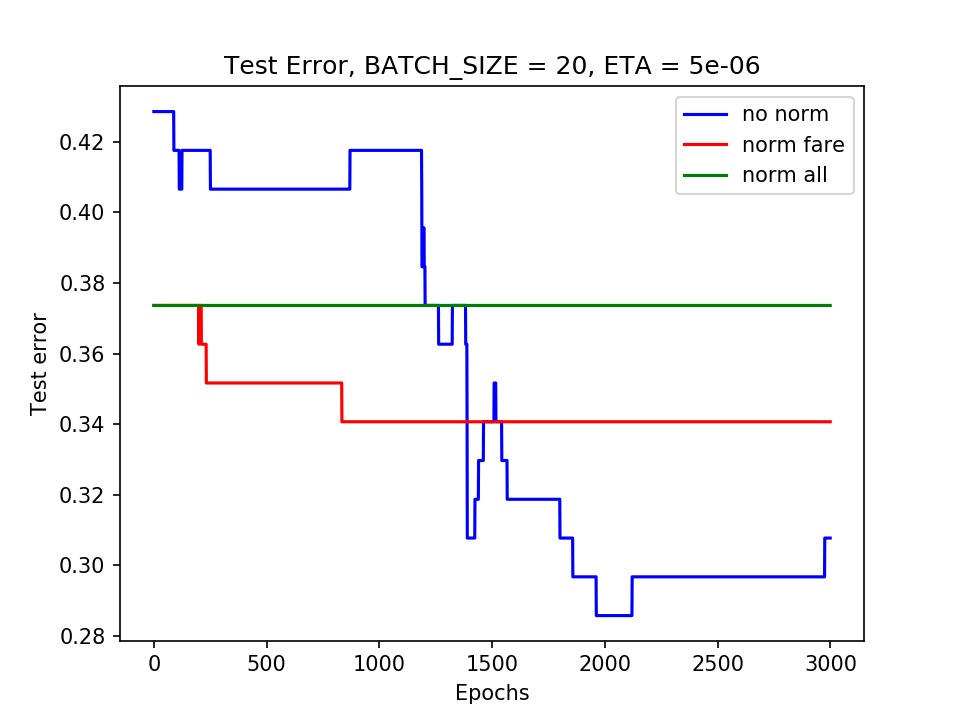 Test Error, BATCH_SIZE = 20, ETA = 5e-06
no norm
norm fare
norm all
Test error
0.42
0.40
0.38
0.36
0.34
0.32
0.30
0.28
0 500 1000 1500 2000 2500 3000
Epochs